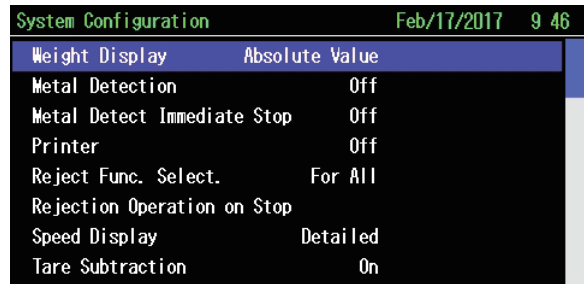 System Configuration Feb/17/2017 9 46
Weight Display Absolute Value
Metal Detection Off
Metal Detect Immediate Stop Off
Printer Off
Reject Func. Select. For All
Rejection Operation on Stop
Speed Display Detailed
Tare Subtraction On